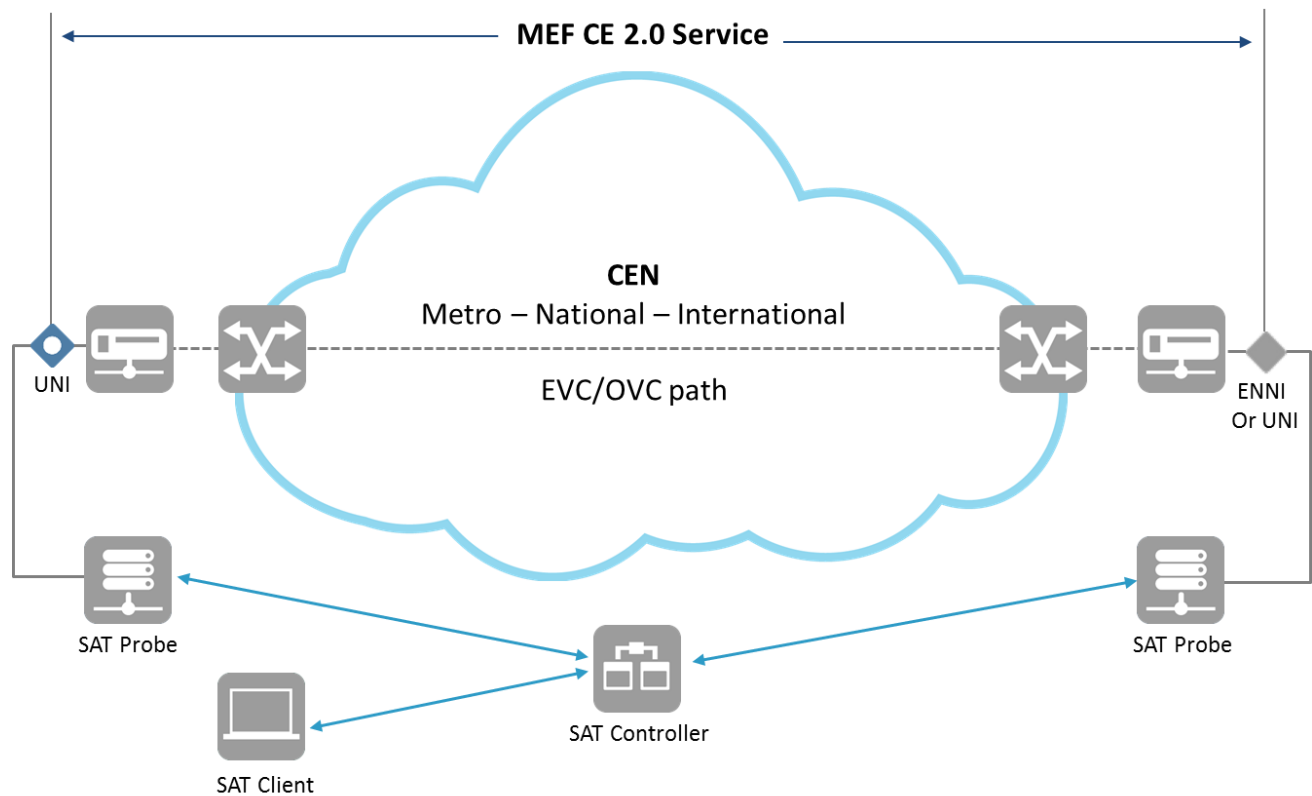 MEF CE 2.0 Service
CEN
Metro – National – International
EVC/OVC path
UNI
ENNI
Or UNI
SAT Probe
SAT Probe
SAT Controller
SAT Client